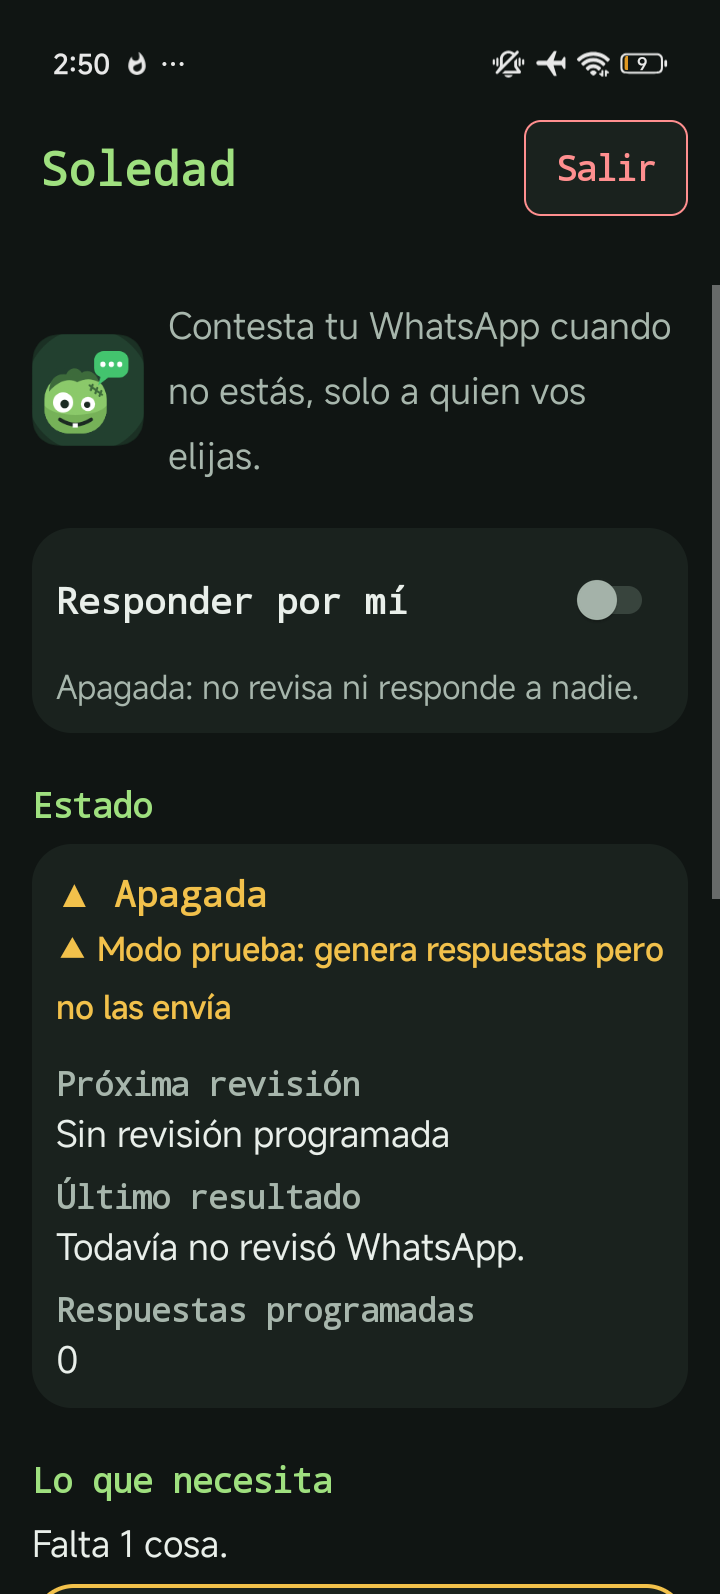 2:50
9
Soledad
Salir
Contesta tu WhatsApp cuando
no estás, solo a quien vos
elijas.
Responder por mí
Apagada: no revisa ni responde a nadie.
Estado
▲ Apagada
▲ Modo prueba: genera respuestas pero
no las envía
Próxima revisión
Sin revisión programada
Último resultado
Todavía no revisó WhatsApp.
Respuestas programadas
0
Lo que necesita
Falta 1 cosa.